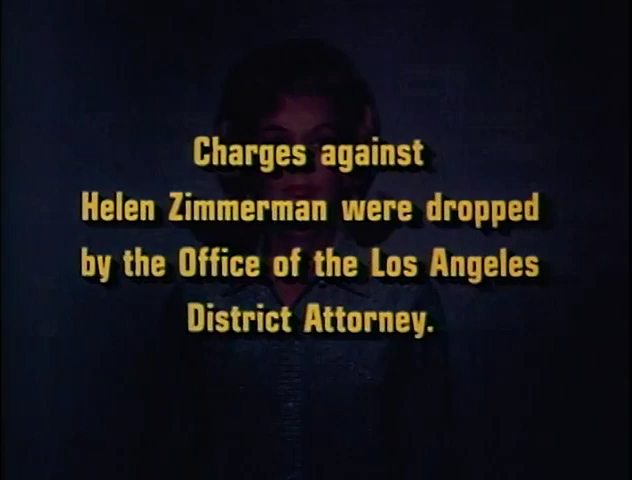 Charges against
Helen Zimmerman were dropped
by the Office of the Los Angeles
District Attorney.